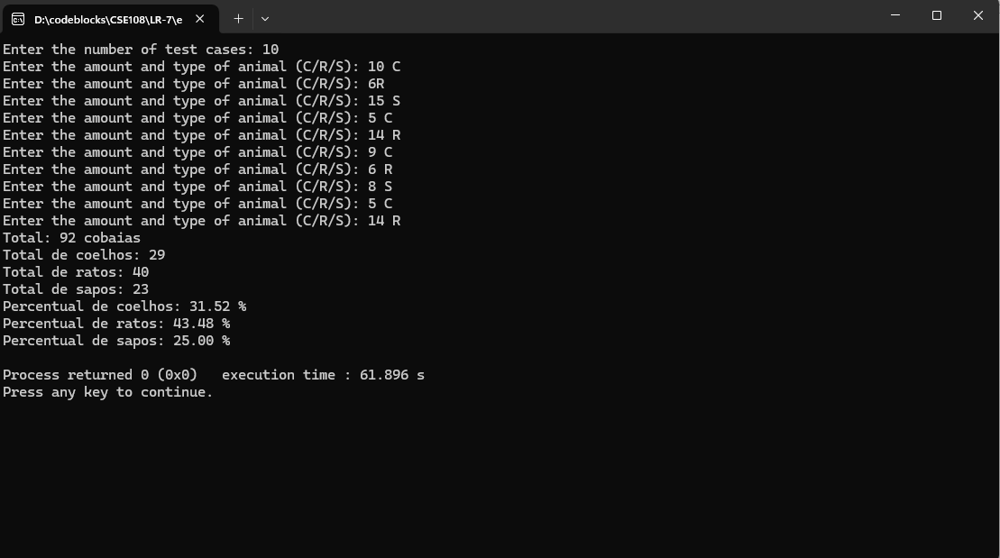 D:\codeblocks\CSE108\LR-7\e
Enter the number of test cases: 10
Enter the amount and type of animal (C/R/S): 10 C
Enter the amount and type of animal (C/R/S): 6R
Enter the amount and type of animal (C/R/S): 15 S
Enter the amount and type of animal (C/R/S): 5 C
Enter the amount and type of animal (C/R/S): 14 R
Enter the amount and type of animal (C/R/S): 9 C
Enter the amount and type of animal (C/R/S): 6 R
Enter the amount and type of animal (C/R/S): 8 S
Enter the amount and type of animal (C/R/S): 5 C
Enter the amount and type of animal (C/R/S): 14 R
Total: 92 cobaias
Total de coelhos: 29
Total de ratos: 40
Total de sapos: 23
Percentual de coelhos: 31.52 %
Percentual de ratos: 43.48 %
Percentual de sapos: 25.00 %
Process returned 0 (0x0)   execution time : 61.896 s
Press any key to continue.